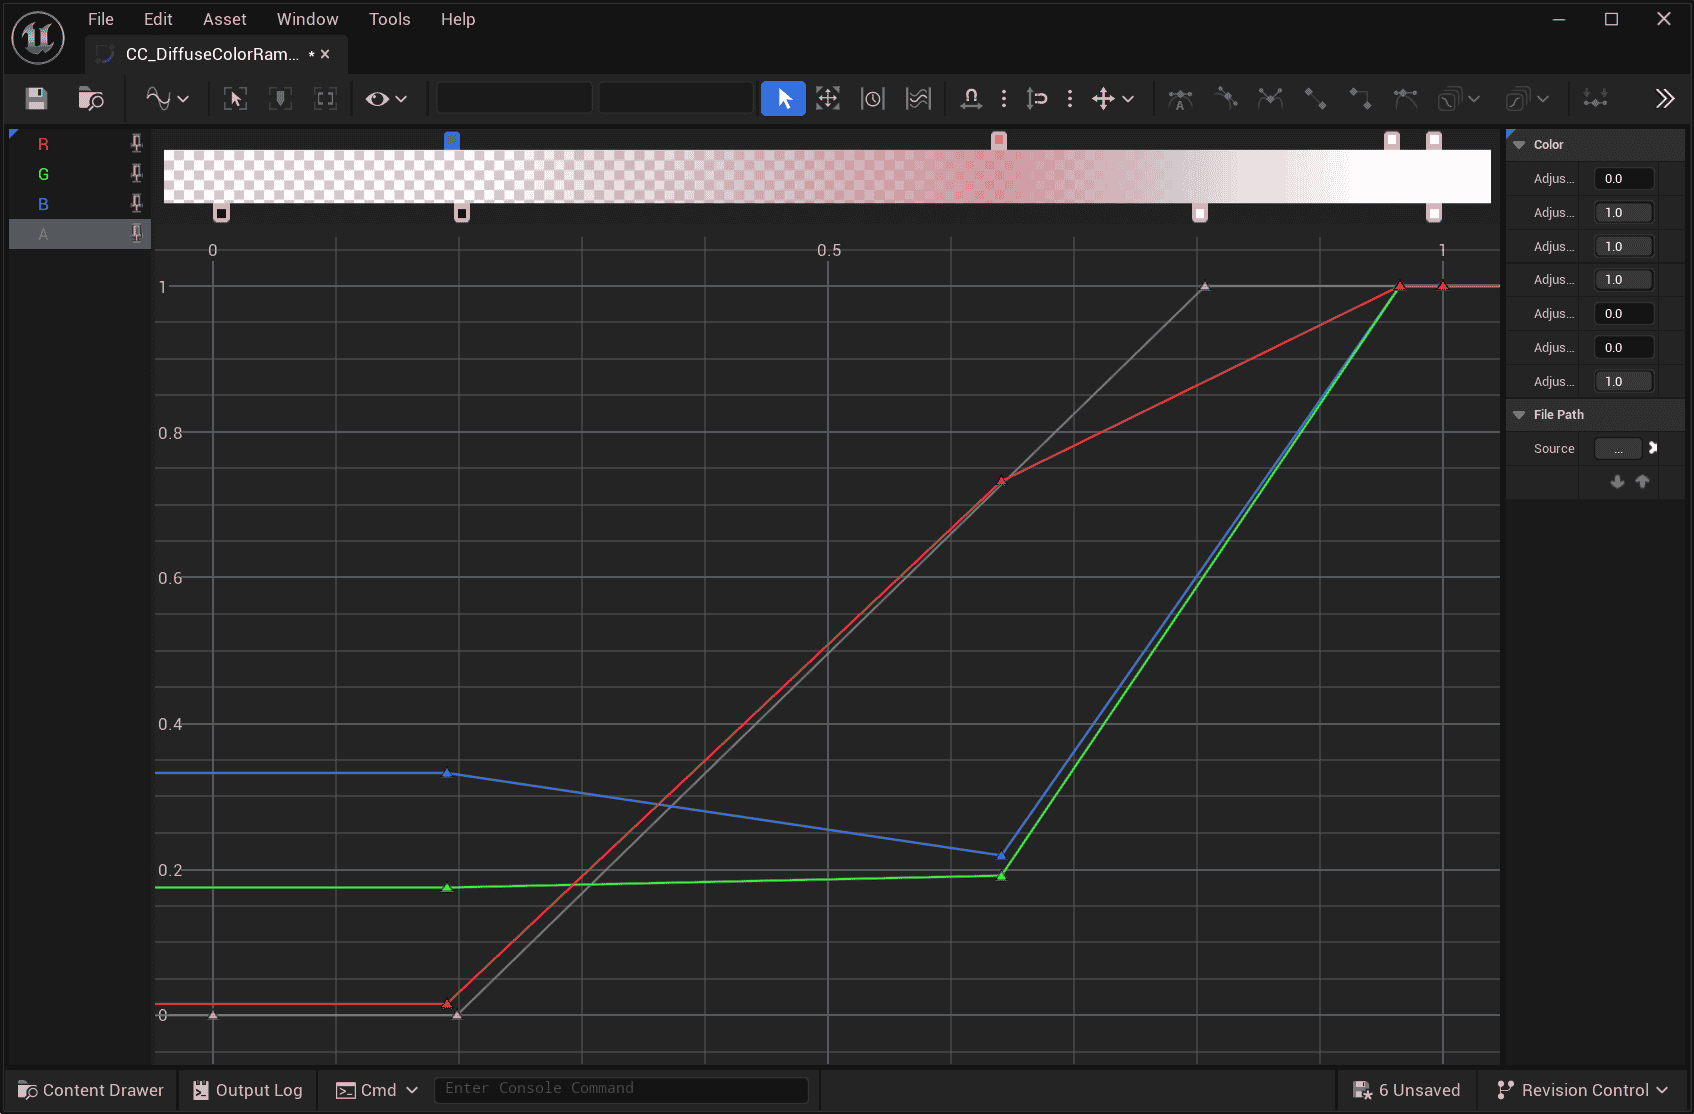 File Edit Asset Window Tools Help
CC_DiffuseColorRam... *
R
G
B
A
0 0.5 1
1
0.8
0.6
0.4
0.2
0
Color
Adjus... 0.0
Adjus... 1.0
Adjus... 1.0
Adjus... 1.0
Adjus... 0.0
Adjus... 0.0
Adjus... 1.0
File Path
Source ...
Content Drawer Output Log Cmd Enter Console Command 6 Unsaved Revision Control